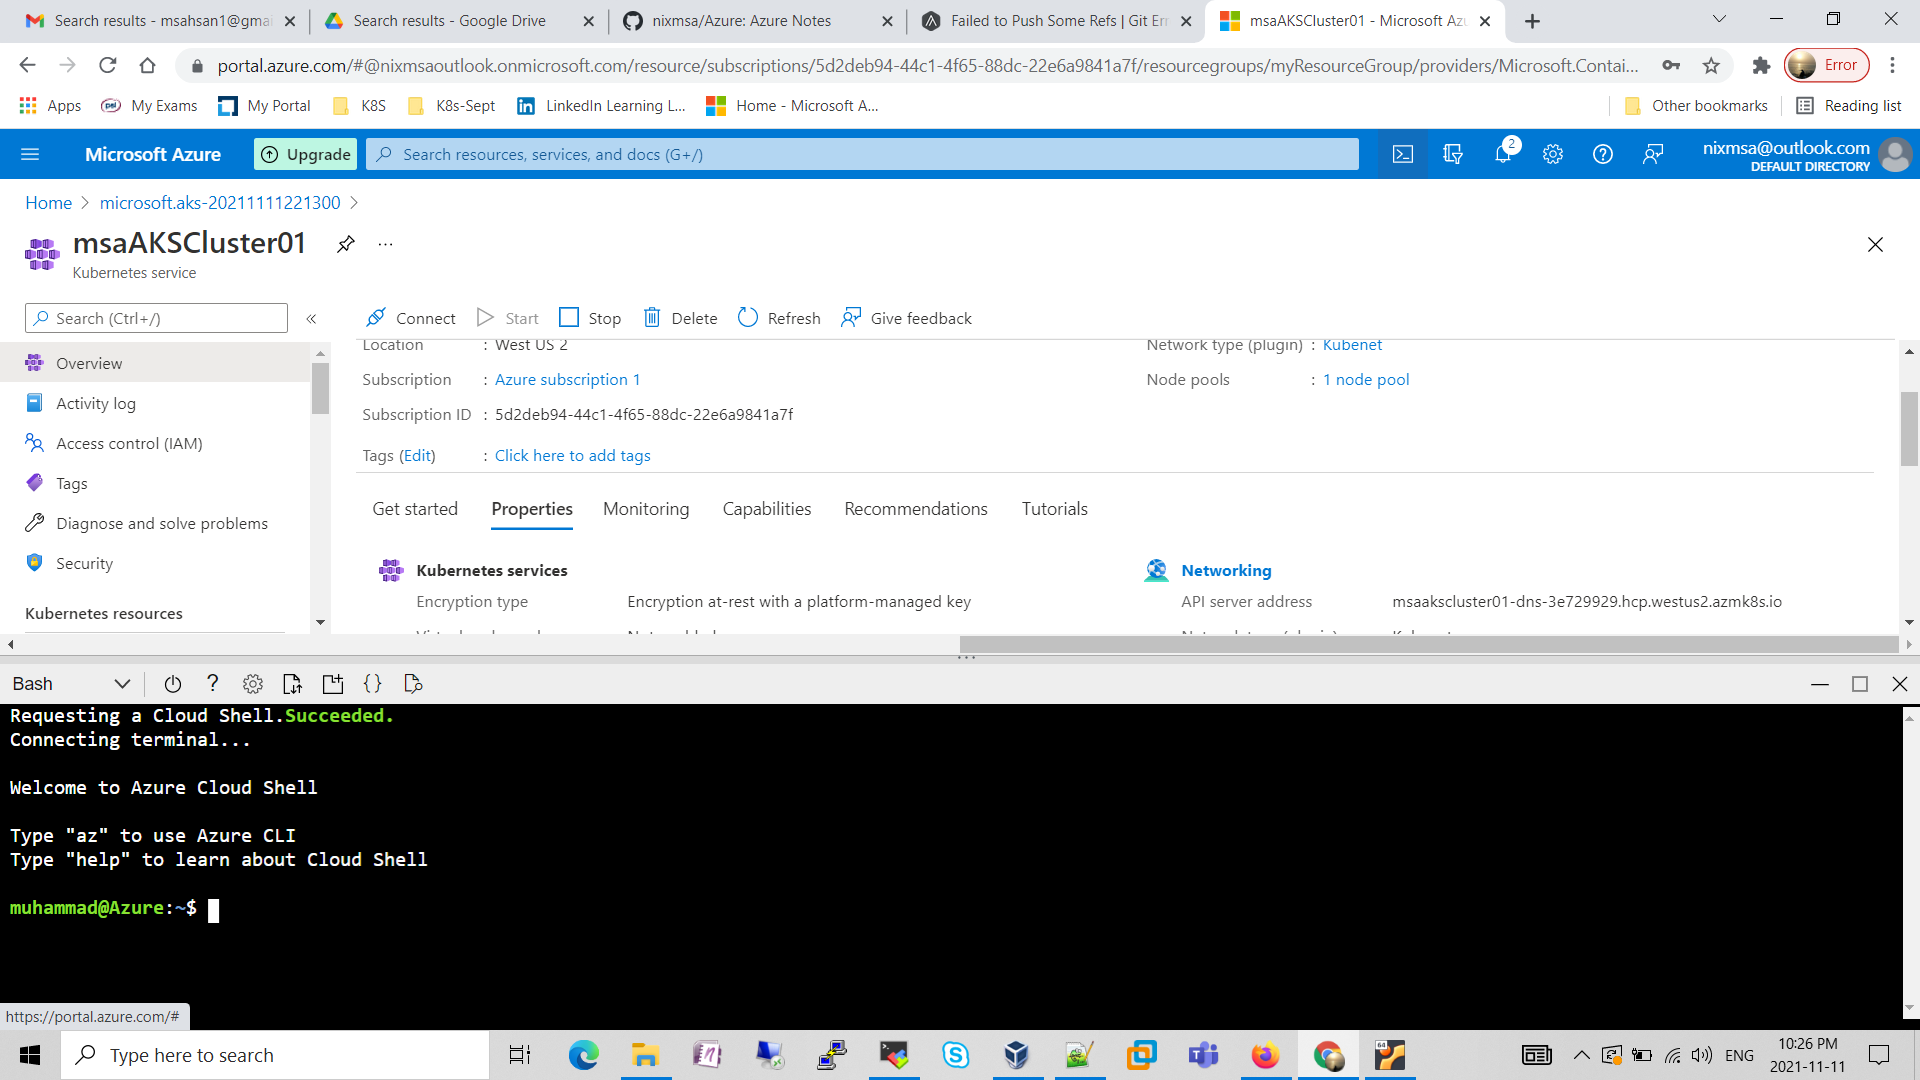 Search results - msahsan1@gmai
Search results - Google Drive
nixmsa/Azure: Azure Notes
Failed to Push Some Refs | Git Err
msaAKSCluster01 - Microsoft Azu
portal.azure.com/#@nixmsaoutlook.onmicrosoft.com/resource/subscriptions/5d2deb94-44c1-4f65-88dc-22e6a9841a7f/resourcegroups/myResourceGroup/providers/Microsoft.Contai...
Error
Apps
My Exams
My Portal
K8S
K8s-Sept
LinkedIn Learning L...
Home - Microsoft A...
Other bookmarks
Reading list
Microsoft Azure
Upgrade
Search resources, services, and docs (G+/)
2
nixmsa@outlook.com
DEFAULT DIRECTORY
Home > microsoft.aks-20211111221300 >
msaAKSCluster01
...
Kubernetes service
Search (Ctrl+/)
«
Connect
Start
Stop
Delete
Refresh
Give feedback
Overview
Activity log
Access control (IAM)
Tags
Diagnose and solve problems
Security
Kubernetes resources
Location : West US 2
Network type (plugin) : Kubenet
Subscription : Azure subscription 1
Node pools : 1 node pool
Subscription ID : 5d2deb94-44c1-4f65-88dc-22e6a9841a7f
Tags (Edit) : Click here to add tags
Get started
Properties
Monitoring
Capabilities
Recommendations
Tutorials
Kubernetes services
Encryption type Encryption at-rest with a platform-managed key
Networking
API server address msaakscluster01-dns-3e729929.hcp.westus2.azmk8s.io
Bash
Requesting a Cloud Shell.Succeeded.
Connecting terminal...
Welcome to Azure Cloud Shell
Type "az" to use Azure CLI
Type "help" to learn about Cloud Shell
muhammad@Azure:~$
https://portal.azure.com/#
Type here to search
64
ENG
10:26 PM
2021-11-11